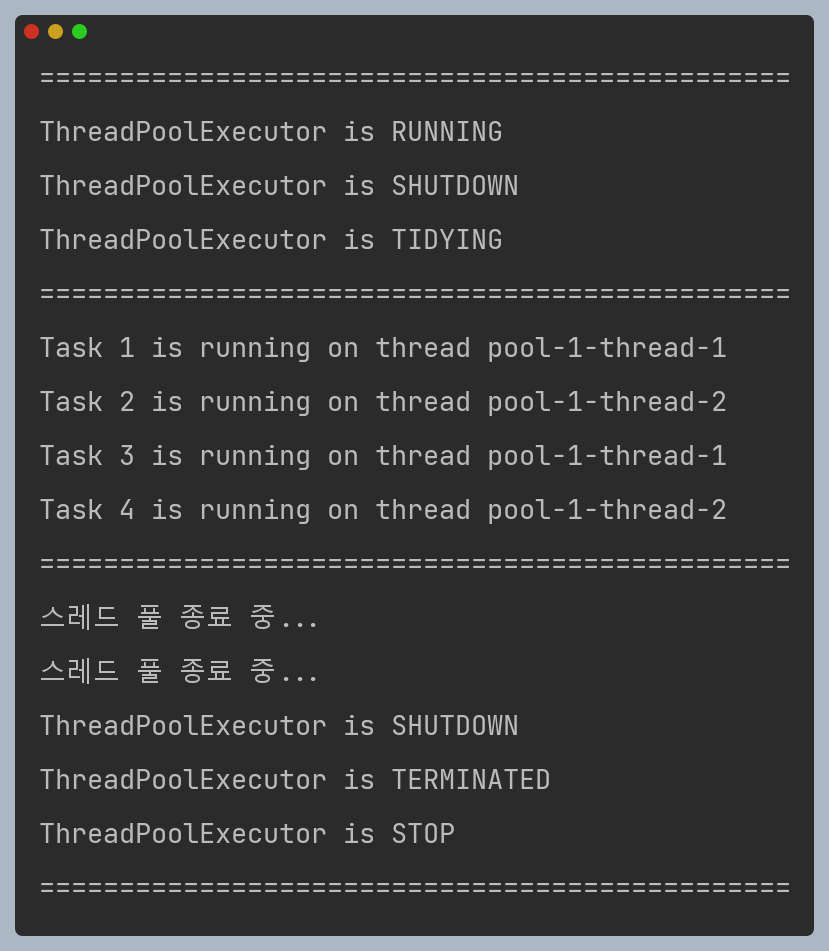 ===============================================
ThreadPoolExecutor is RUNNING
ThreadPoolExecutor is SHUTDOWN
ThreadPoolExecutor is TIDYING
===============================================
Task 1 is running on thread pool-1-thread-1
Task 2 is running on thread pool-1-thread-2
Task 3 is running on thread pool-1-thread-1
Task 4 is running on thread pool-1-thread-2
===============================================
스레드 풀 종료 중...
스레드 풀 종료 중...
ThreadPoolExecutor is SHUTDOWN
ThreadPoolExecutor is TERMINATED
ThreadPoolExecutor is STOP
===============================================